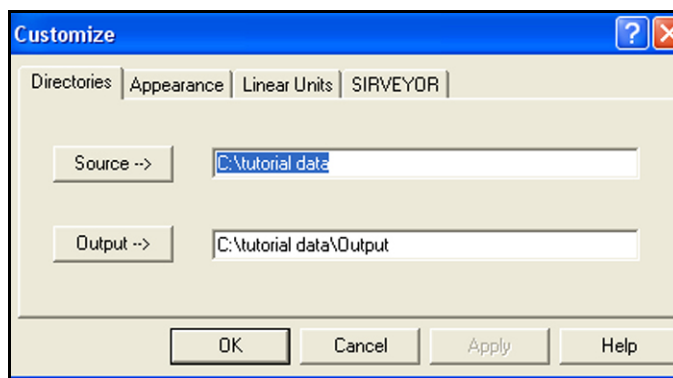 Customize
Directories Appearance Linear Units SIRVEYOR
Source --> C:\tutorial data
Output --> C:\tutorial data\Output
OK Cancel Apply Help